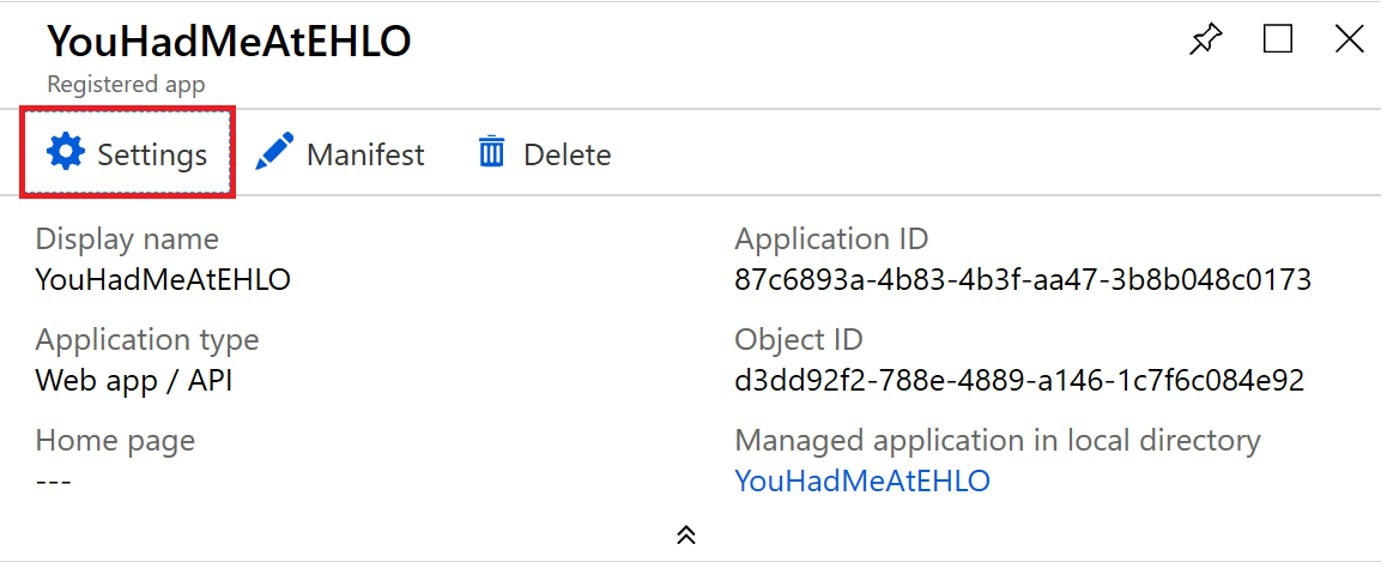 YouHadMeAtEHLO
Registered app
Settings Manifest Delete
Display name
YouHadMeAtEHLO
Application type
Web app / API
Home page
---
Application ID
87c6893a-4b83-4b3f-aa47-3b8b048c0173
Object ID
d3dd92f2-788e-4889-a146-1c7f6c084e92
Managed application in local directory
YouHadMeAtEHLO